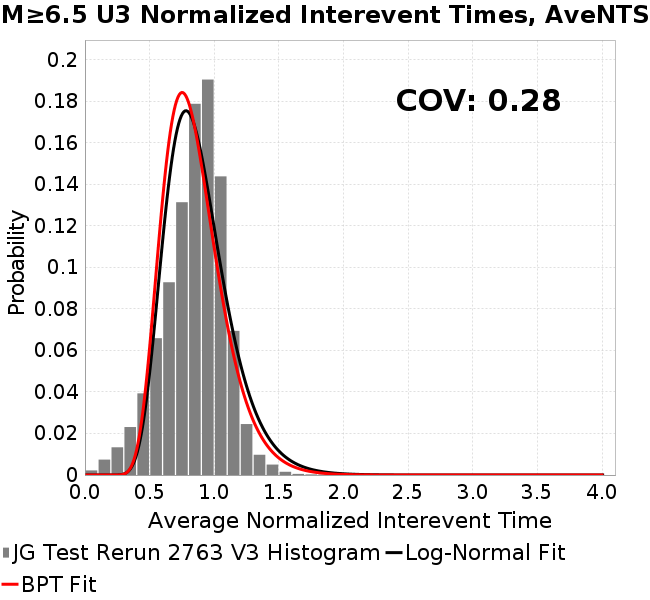 M≥6.5 U3 Normalized Interevent Times, AveNTS
COV: 0.28
Probability
0.2
0.18
0.16
0.14
0.12
0.1
0.08
0.06
0.04
0.02
0
0.0 0.5 1.0 1.5 2.0 2.5 3.0 3.5 4.0
Average Normalized Interevent Time
JG Test Rerun 2763 V3 Histogram Log-Normal Fit
BPT Fit